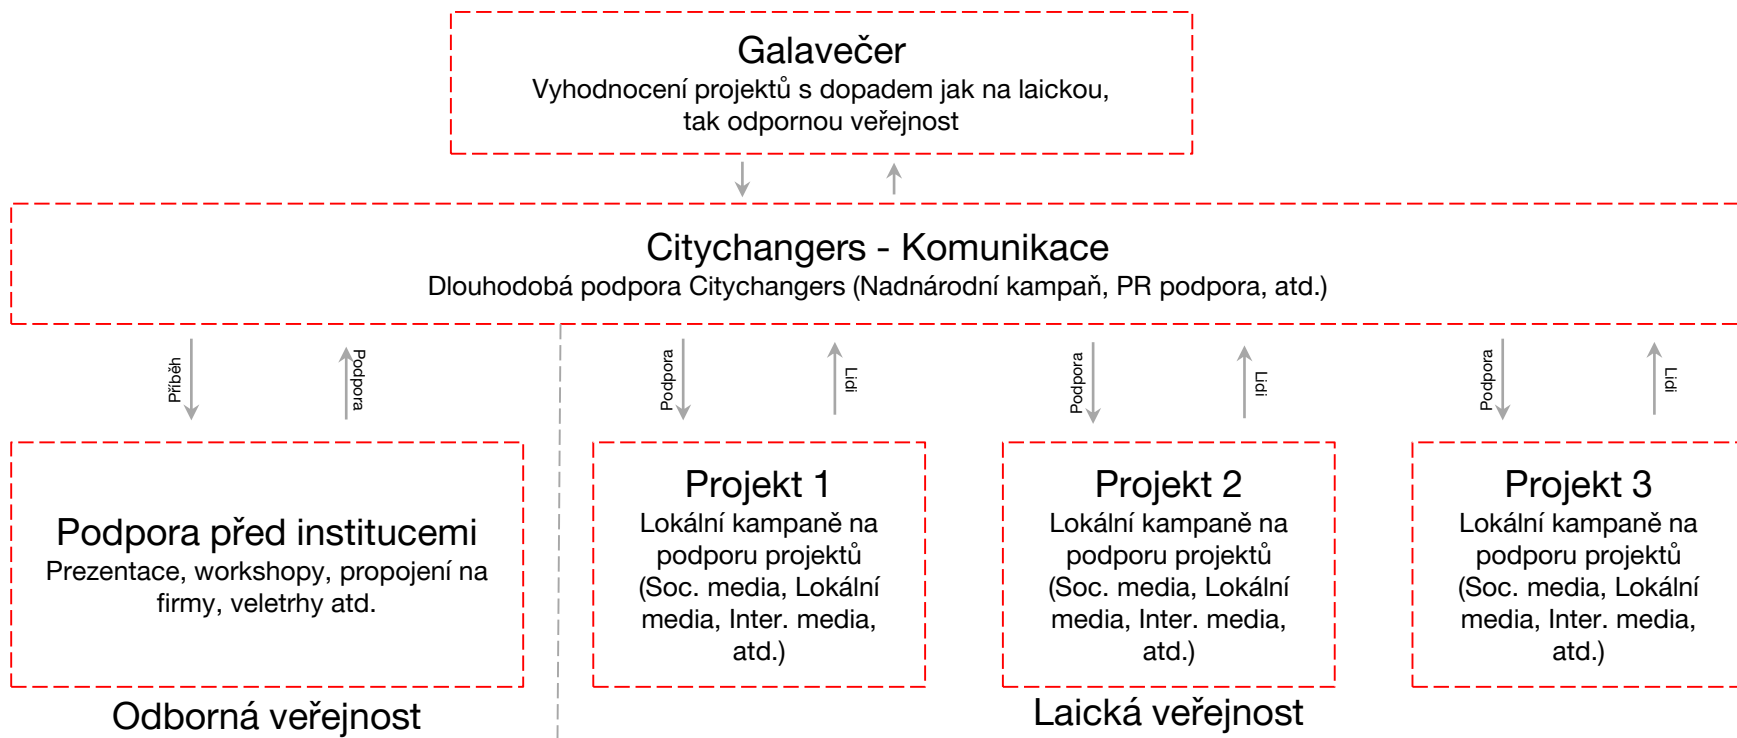 Galavečer
Vyhodnocení projektů s dopadem jak na laickou,
tak odpornou veřejnost
Citychangers - Komunikace
Dlouhodobá podpora Citychangers (Nadnárodní kampaň, PR podpora, atd.)
Příběh
Podpora
Podpora
Lidi
Podpora
Lidi
Podpora
Lidi
Podpora před institucemi
Prezentace, workshopy, propojení na
firmy, veletrhy atd.
Projekt 1
Lokální kampaně na
podporu projektů
(Soc. media, Lokální
media, Inter. media,
atd.)
Projekt 2
Lokální kampaně na
podporu projektů
(Soc. media, Lokální
media, Inter. media,
atd.)
Projekt 3
Lokální kampaně na
podporu projektů
(Soc. media, Lokální
media, Inter. media,
atd.)
Odborná veřejnost
Laická veřejnost